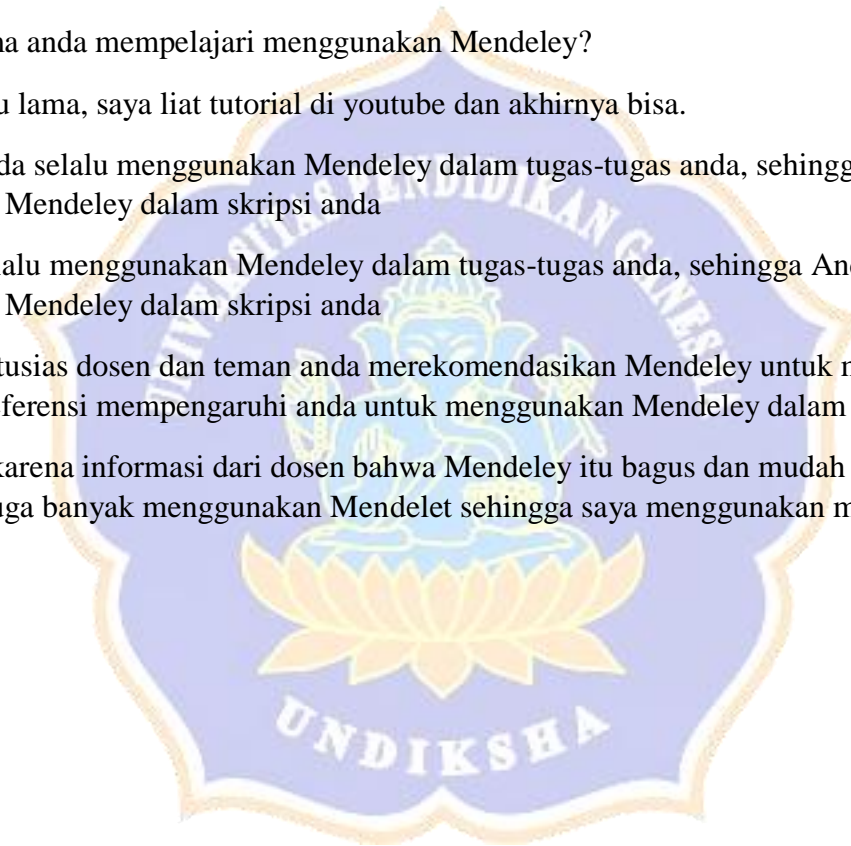 na anda mempelajari menggunakan Mendeley?
u lama, saya liat tutorial di youtube dan akhirnya bisa.
da selalu menggunakan Mendeley dalam tugas-tugas anda, sehingg
Mendeley dalam skripsi anda
alu menggunakan Mendeley dalam tugas-tugas anda, sehingga An
Mendeley dalam skripsi anda
tusias dosen dan teman anda merekomendasikan Mendeley untuk
ferensi mempengaruhi anda untuk menggunakan Mendeley dalam
karena informasi dari dosen bahwa Mendeley itu bagus dan mudah
uga banyak menggunakan Mendelet sehingga saya menggunakan m
UNIVERSITAS PENDIDIKAN GANESHA
UNDIKSHA